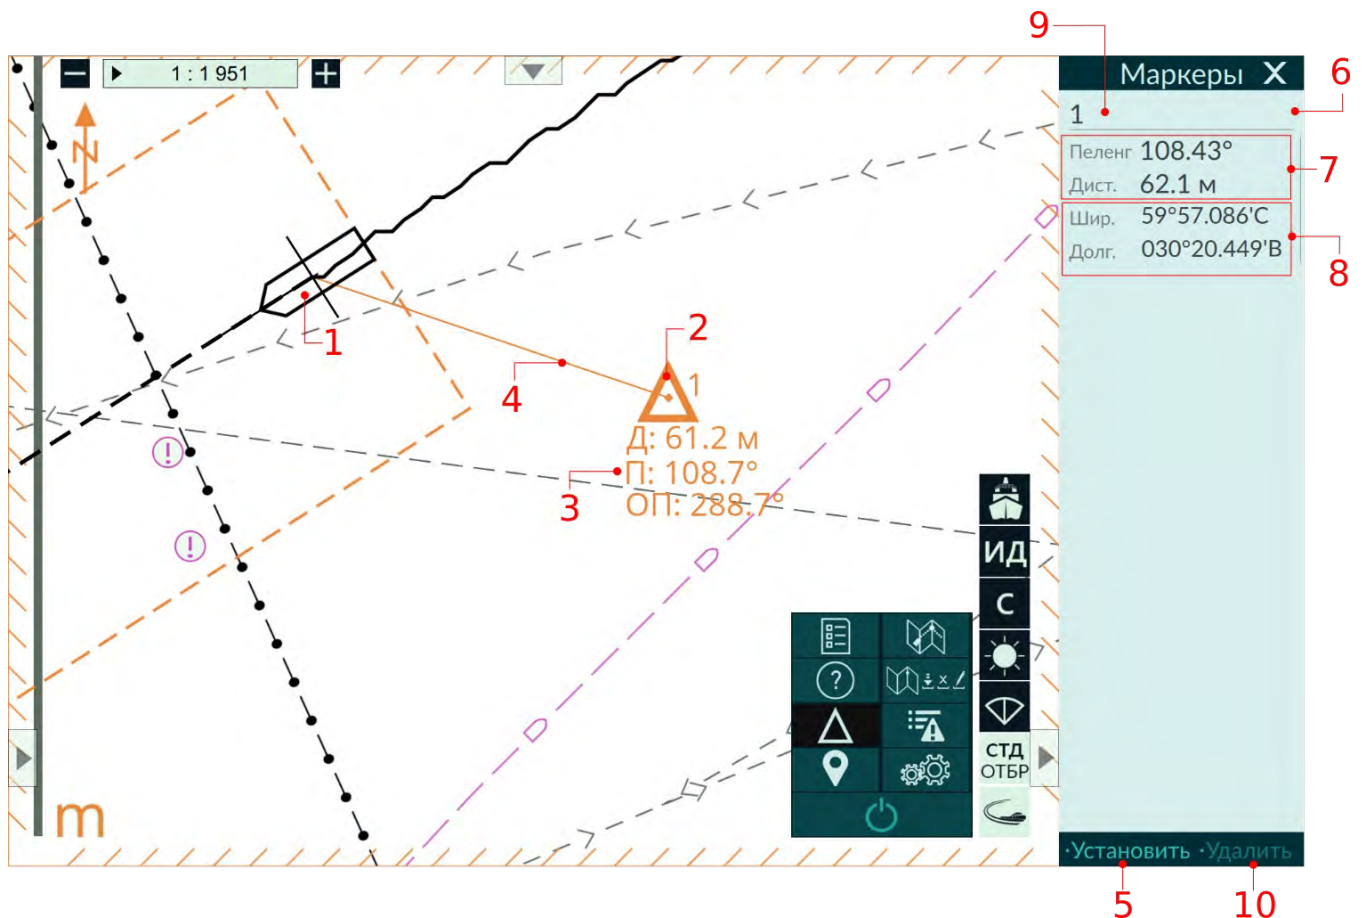 9
Маркеры X
6
1 : 1 951
1
N
Пеленг 108.43°
7
Дист. 62.1 м
Шир. 59°57.086'С
8
Долг. 030°20.449'В
1
2
4
1
Д: 61.2 м
П: 108.7°
3
ОП: 288.7°
!
!
ИД
С
?
СТД
ОТБР
m
·Установить ·Удалить
5
10